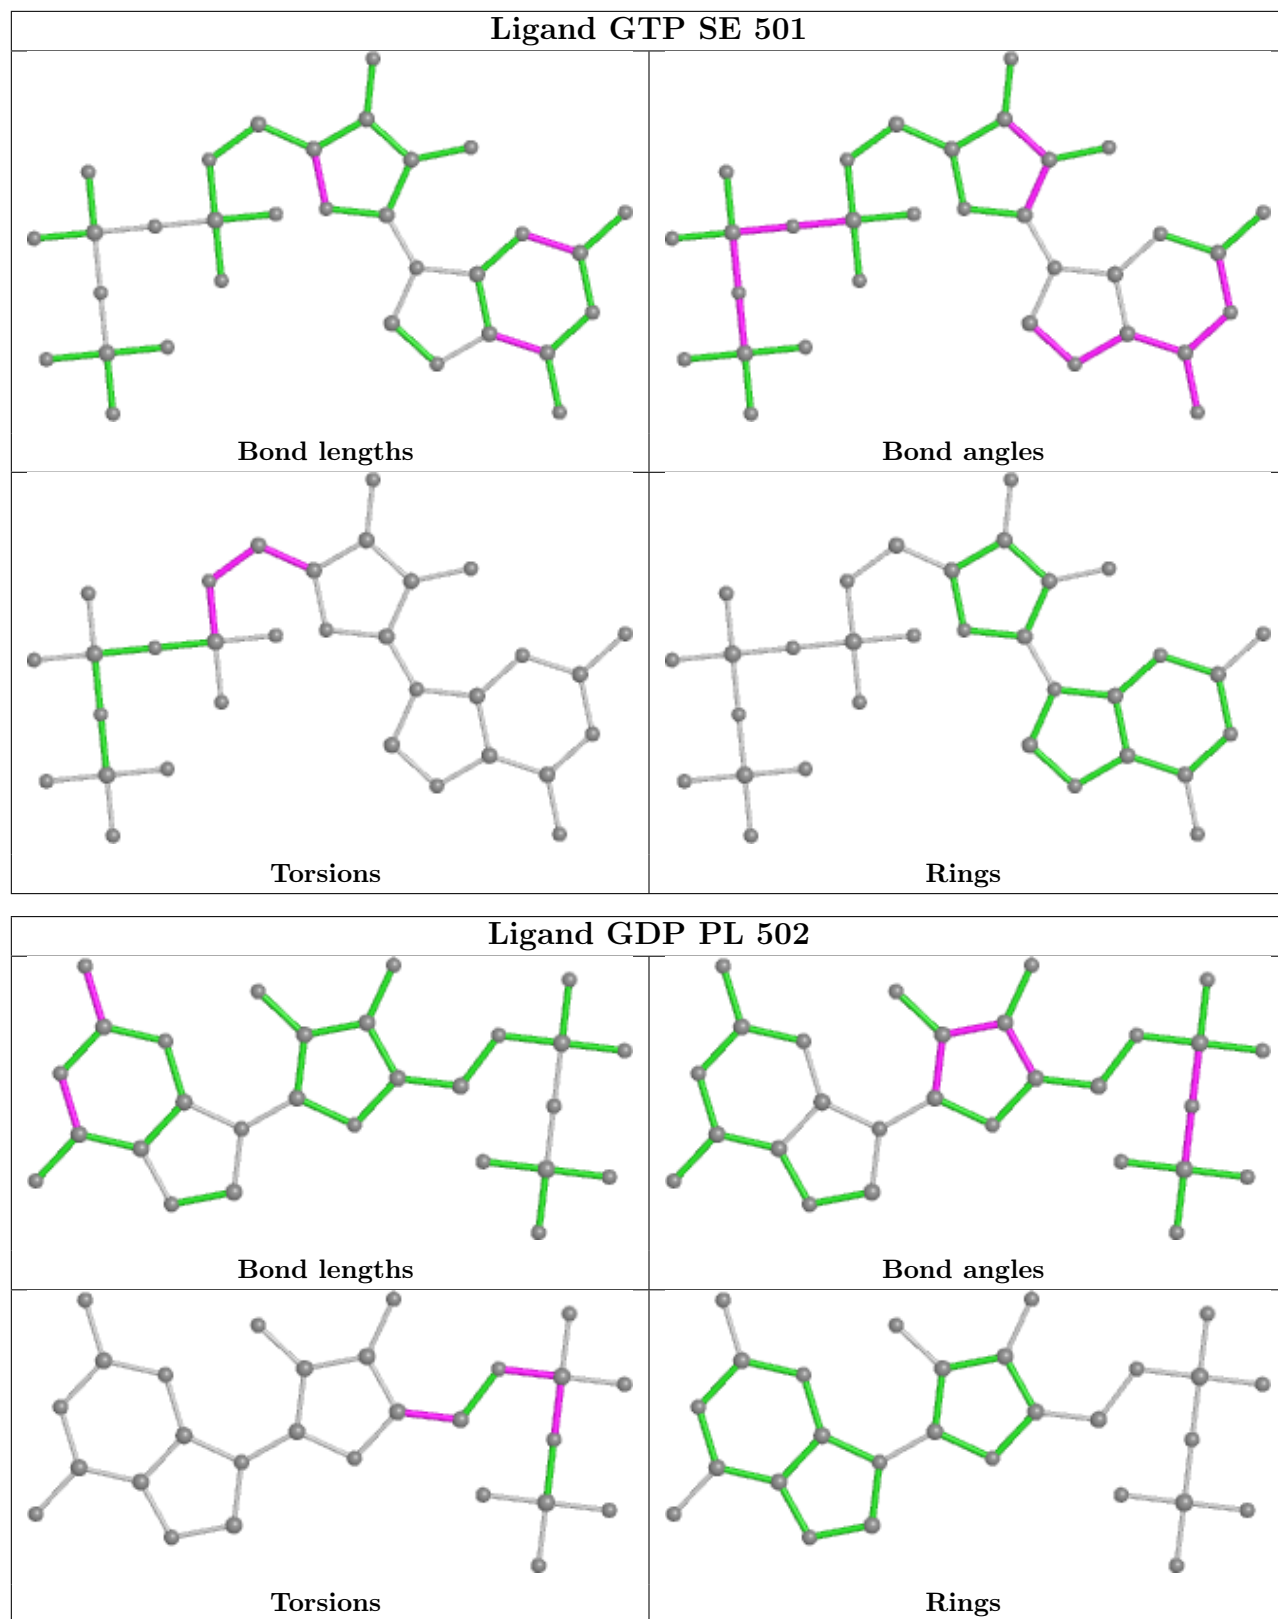 Ligand GTP SE 501
Bond lengths
Bond angles
Torsions
Rings
Ligand GDP PL 502
Bond lengths
Bond angles
Torsions
Rings